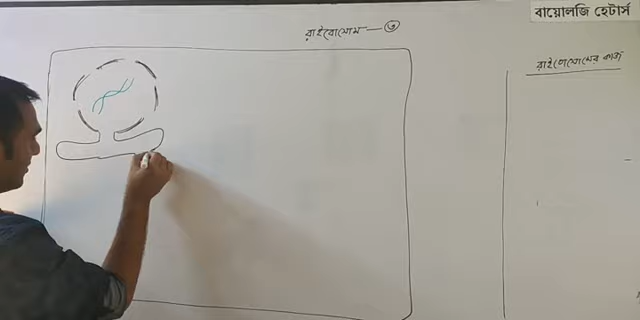 বায়োলজি হেটার্স
রাইবোসোম — ৩
রাইবোসোমের কাজ